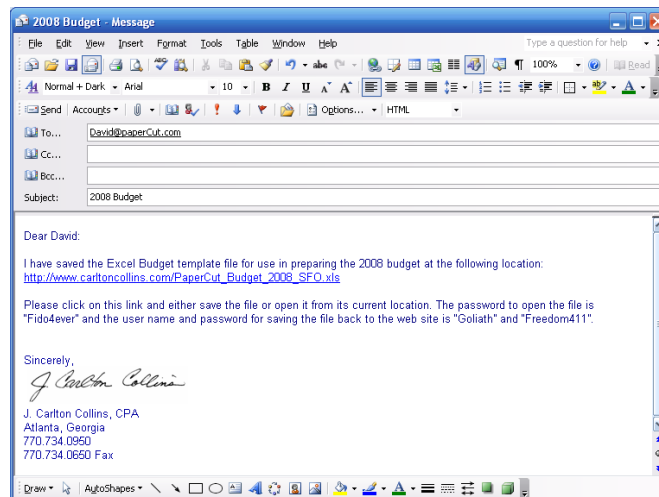 2008 Budget - Message
File Edit View Insert Format Tools Table Window Help Type a question for help
100% Read
Normal + Dark Arial 10 B I U A A A
Send Accounts Options... HTML
To... David@paperCut.com
Cc...
Bcc...
Subject: 2008 Budget
Dear David:
I have saved the Excel Budget template file for use in preparing the 2008 budget at the following location:
http://www.carltoncollins.com/PaperCut_Budget_2008_SFO.xls
Please click on this link and either save the file or open it from its current location. The password to open the file is
"Fido4ever" and the user name and password for saving the file back to the web site is "Goliath" and "Freedom411".
Sincerely,
J. Carlton Collins
J. Carlton Collins, CPA
Atlanta, Georgia
770.734.0950
770.734.0650 Fax
Draw AutoShapes A